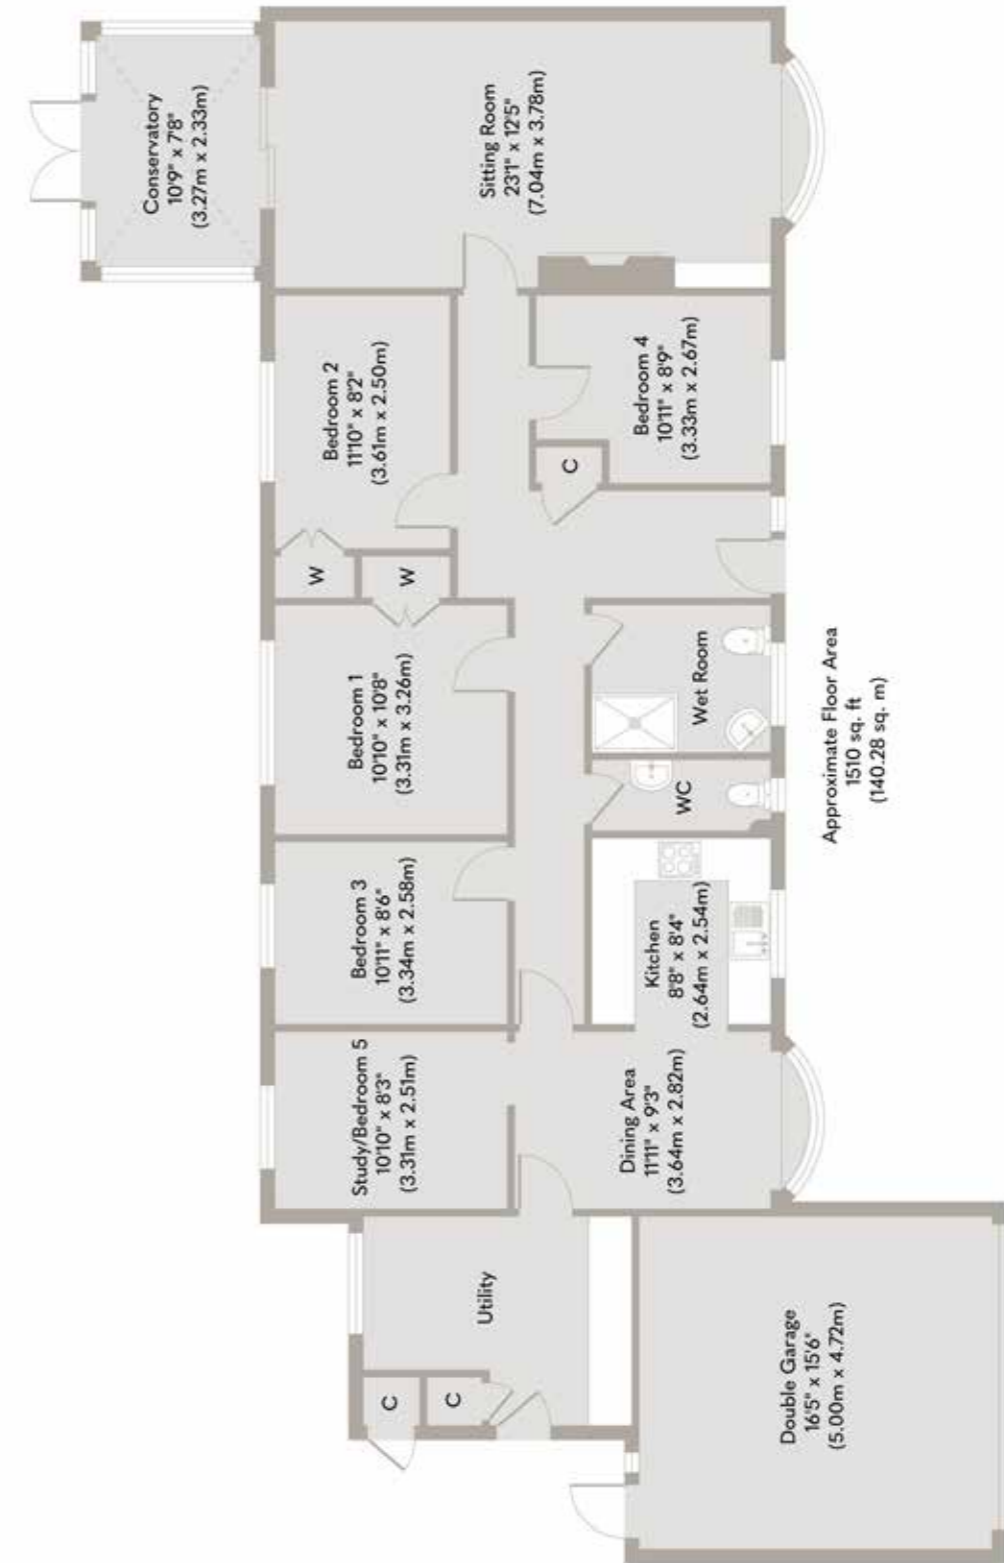 Conservatory
10'9" x 7'8"
(3.27m x 2.33m)
Sitting Room
23'1" x 12'5"
(7.04m x 3.78m)
Bedroom 2
11'10" x 8'2"
(3.61m x 2.50m)
Bedroom 4
10'11" x 8'9"
(3.33m x 2.67m)
C
W
W
Bedroom 1
10'10" x 10'8"
(3.31m x 3.26m)
Wet Room
WC
Bedroom 3
10'11" x 8'6"
(3.34m x 2.58m)
Kitchen
8'8" x 8'4"
(2.64m x 2.54m)
Study/Bedroom 5
10'10" x 8'3"
(3.31m x 2.51m)
Dining Area
11'11" x 9'3"
(3.64m x 2.82m)
Utility
C
C
Double Garage
16'5" x 15'6"
(5.00m x 4.72m)
Approximate Floor Area
1510 sq. ft
(140.28 sq. m)